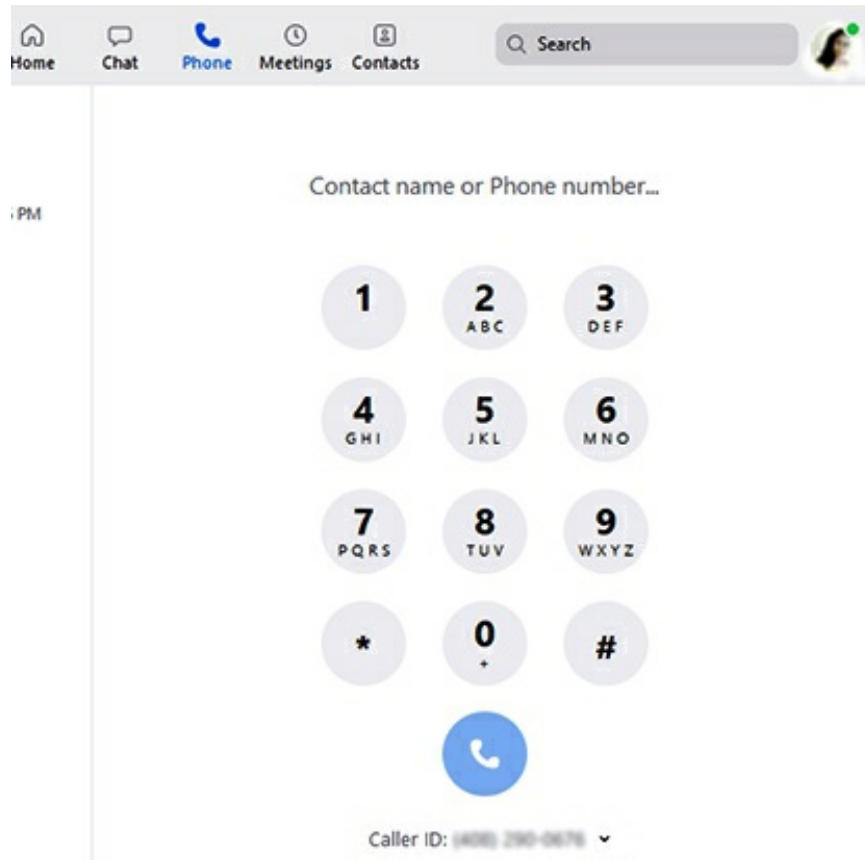 Home Chat Phone Meetings Contacts
Search
PM
Contact name or Phone number...
1 2 3
ABC DEF
4 5 6
GHI JKL MNO
7 8 9
PQRS TUV WXYZ
* 0 #
+
Caller ID: